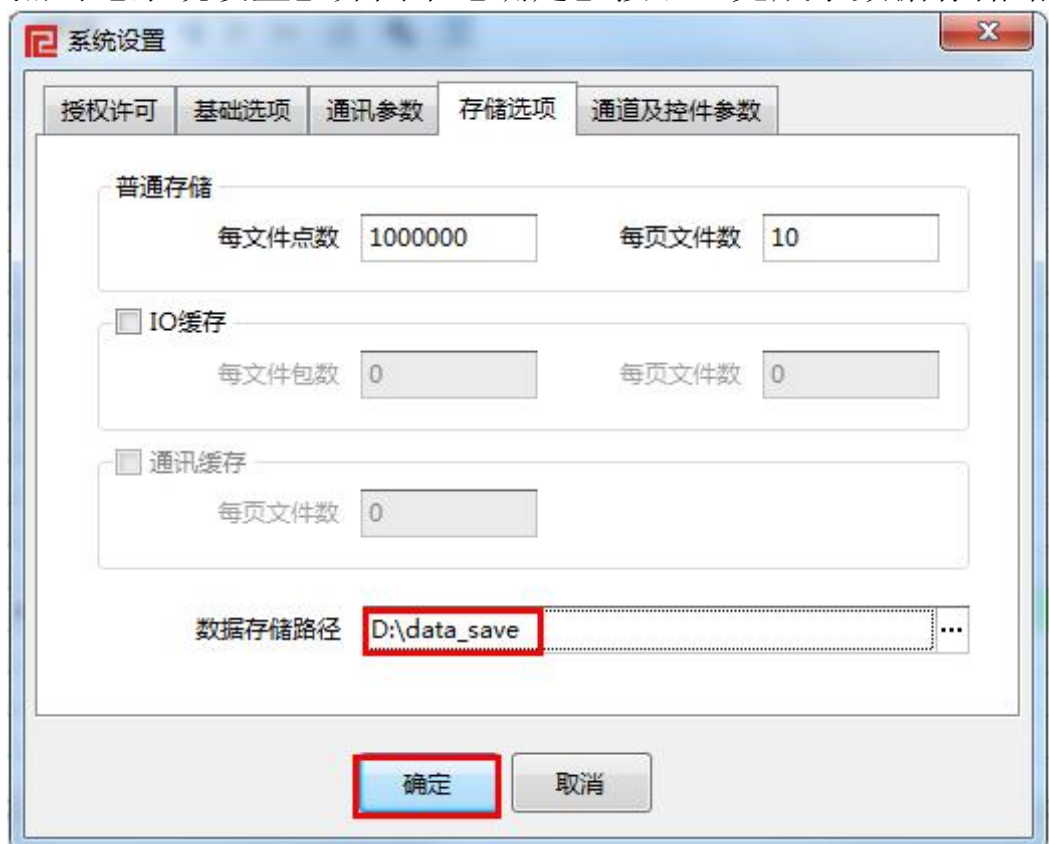 系统设置
授权许可 基础选项 通讯参数 存储选项 通道及控件参数
普通存储
每文件点数 1000000 每页文件数 10
IO缓存
每文件包数 0 每页文件数 0
通讯缓存
每页文件数 0
数据存储路径 D:\data_save ...
确定 取消